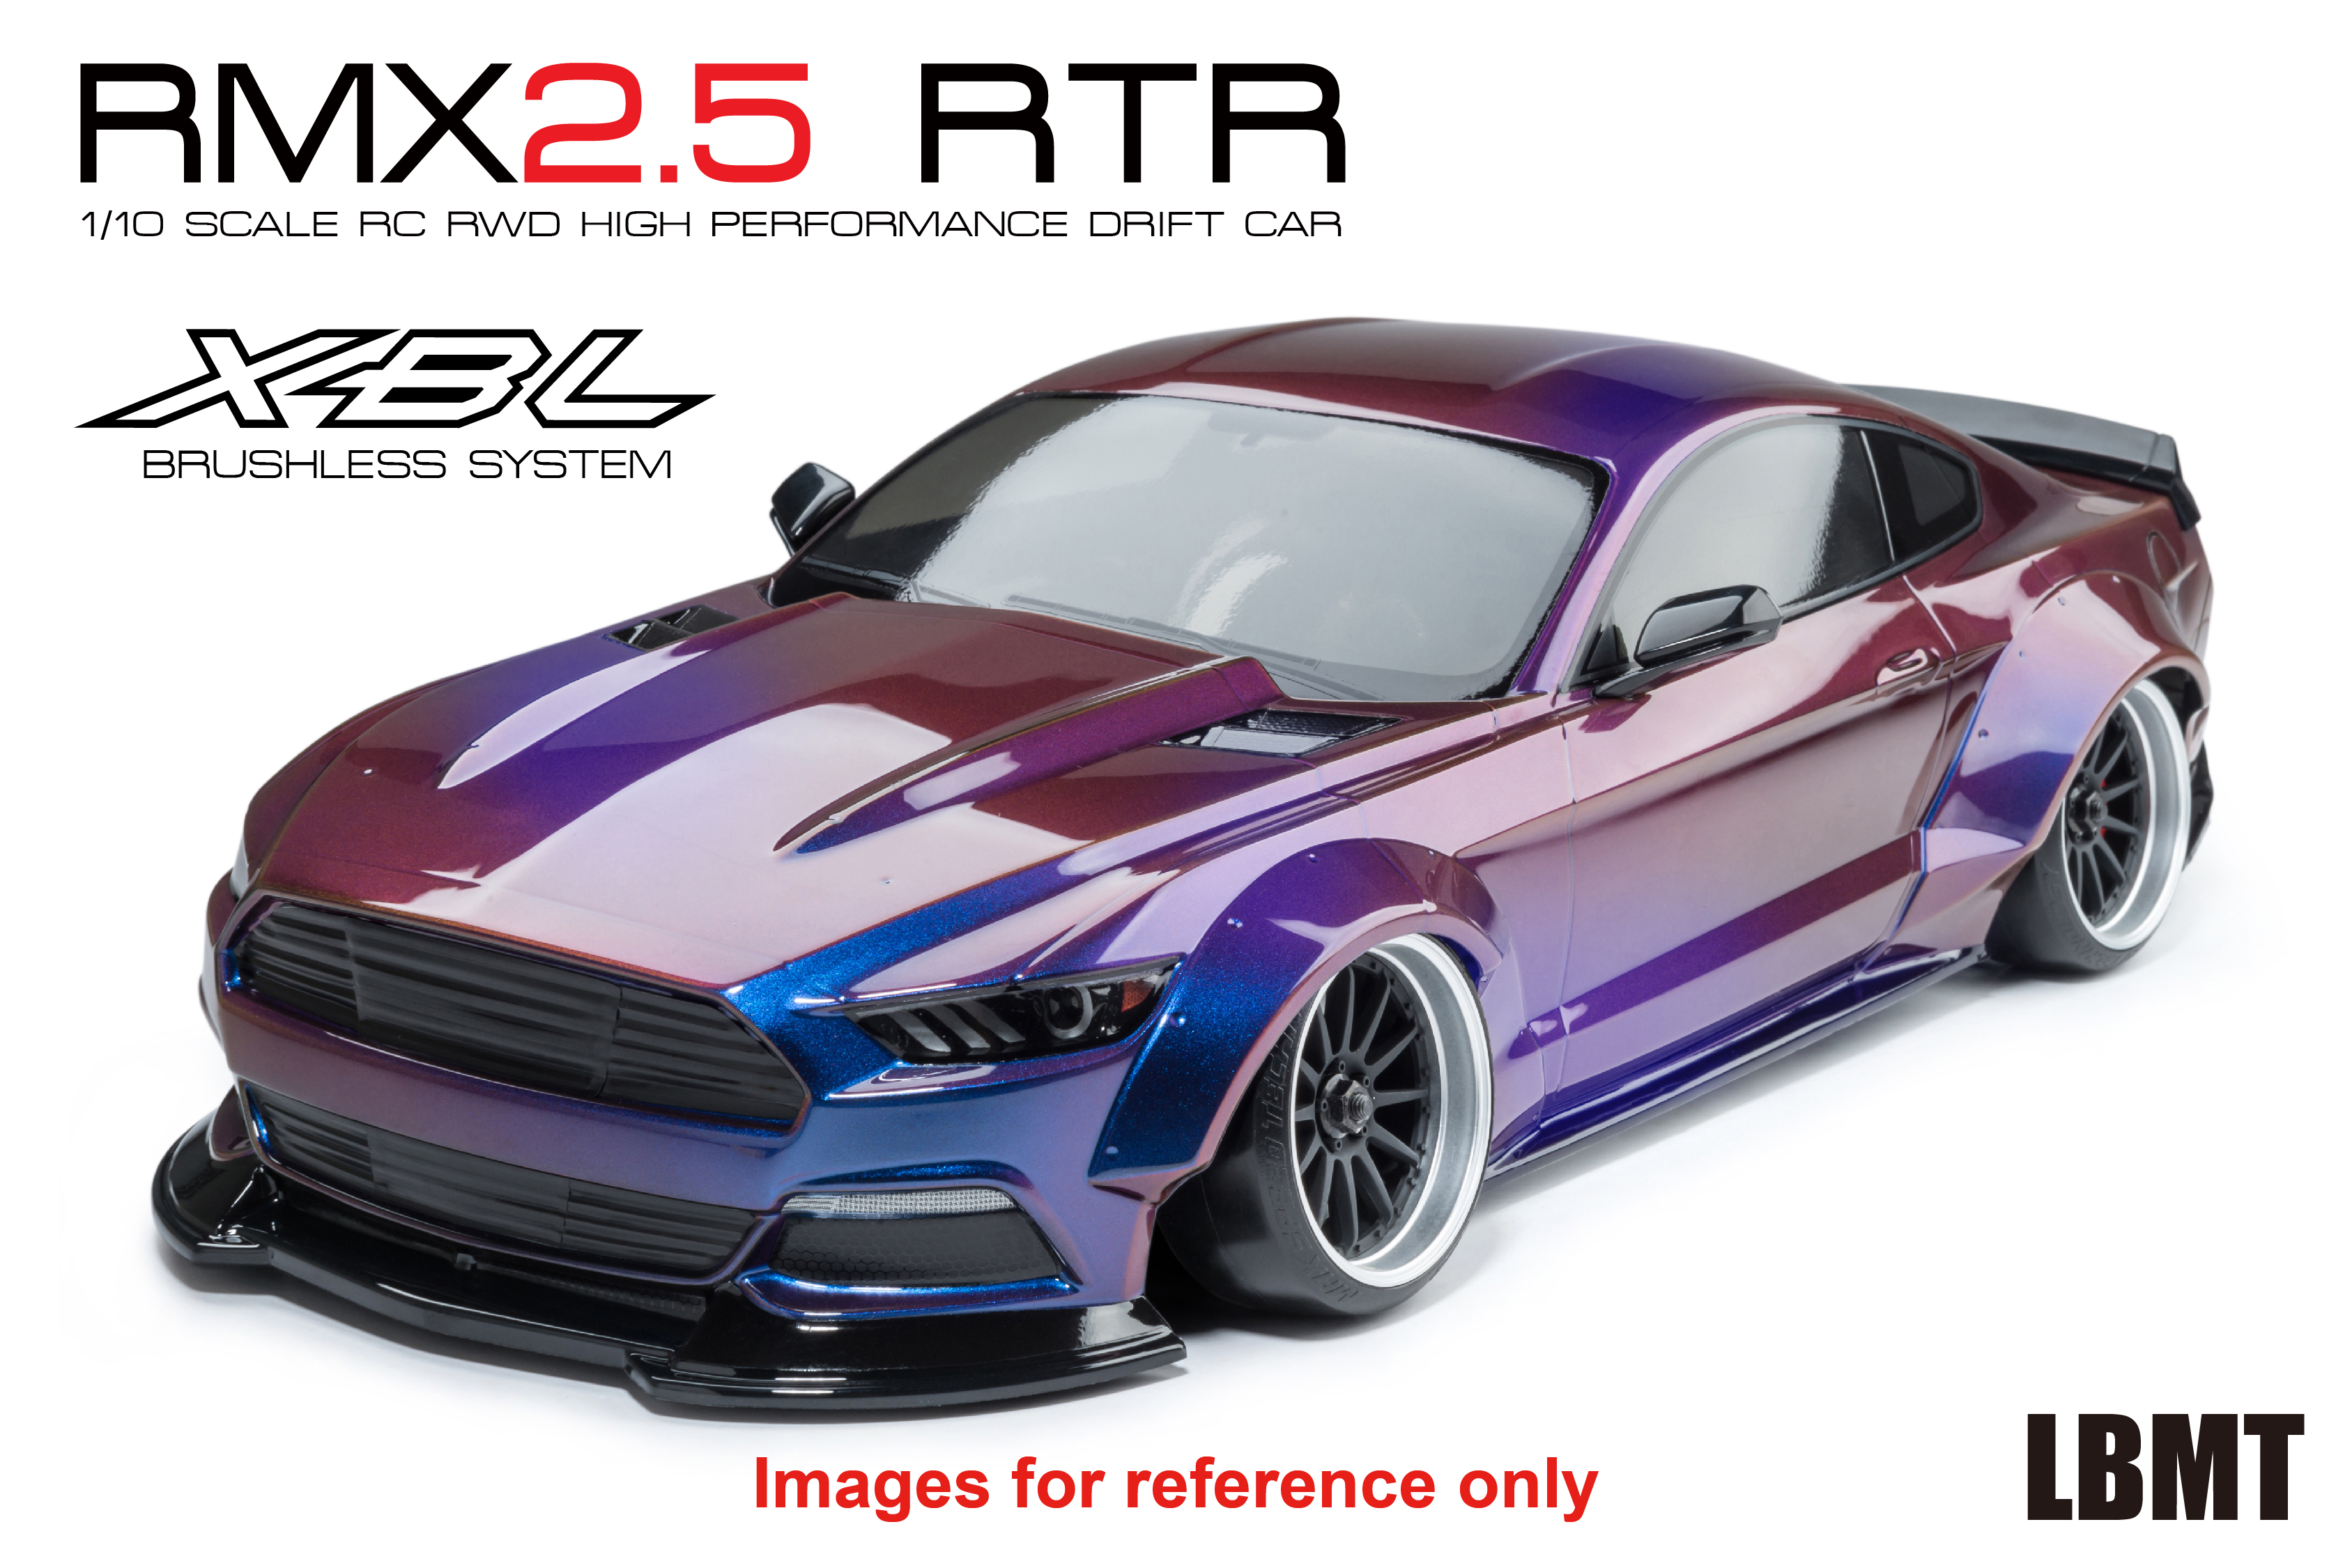 RMX2.5 RTR
1/10 SCALE RC RWD HIGH PERFORMANCE DRIFT CAR
X-BL
BRUSHLESS SYSTEM
Images for reference only
LBMT